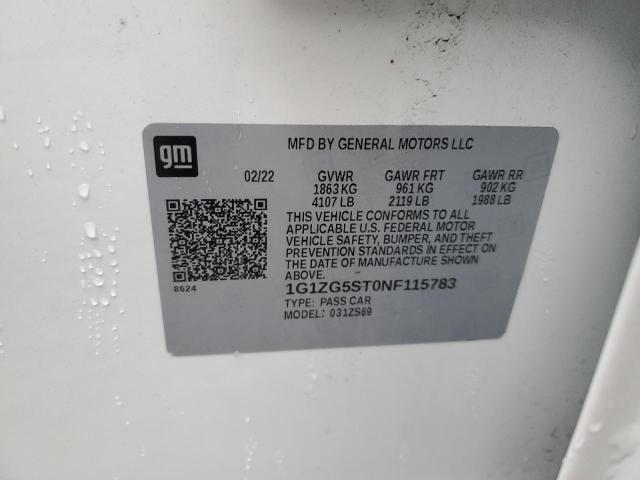 gm
MFD BY GENERAL MOTORS LLC
02/22 GVWR GAWR FRT GAWR RR
1863 KG 961 KG 902 KG
4107 LB 2119 LB 1988 LB
THIS VEHICLE CONFORMS TO ALL
APPLICABLE U.S. FEDERAL MOTOR
VEHICLE SAFETY, BUMPER, AND THEFT
PREVENTION STANDARDS IN EFFECT ON
THE DATE OF MANUFACTURE SHOWN
ABOVE.
8624
1G1ZG5ST0NF115783
TYPE: PASS CAR
MODEL: 031ZS69